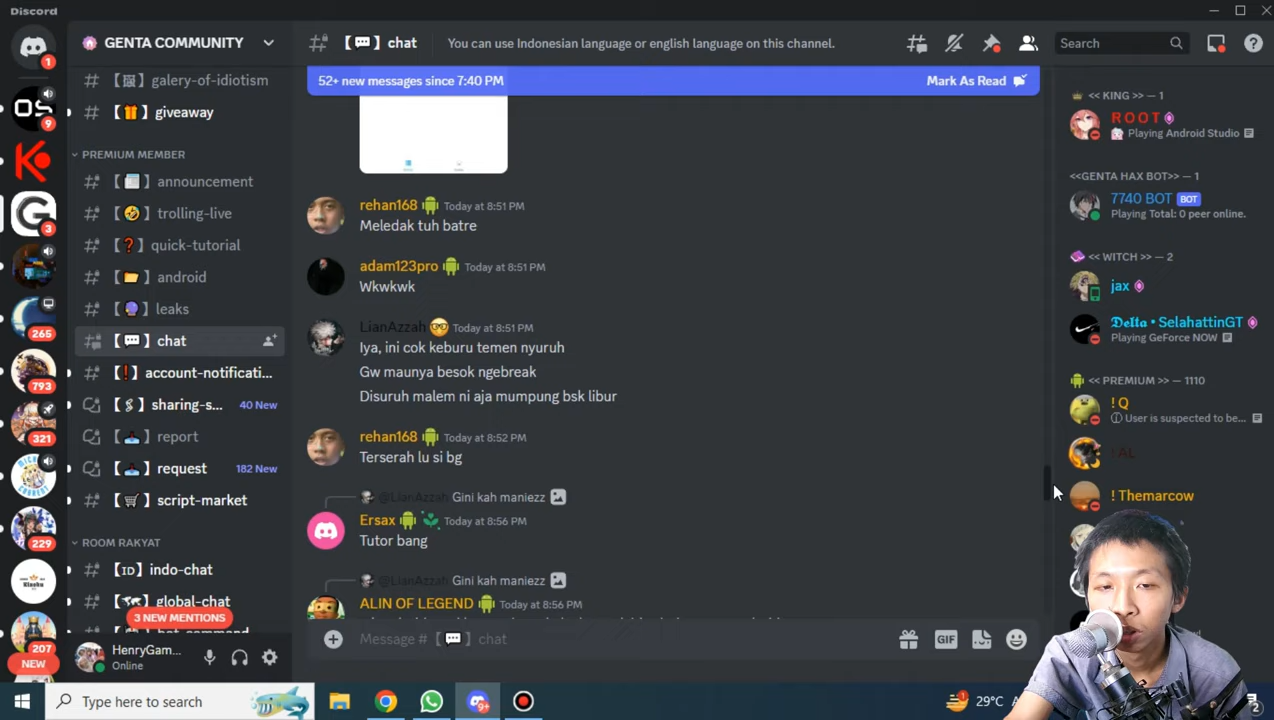 Discord
GENTA COMMUNITY
galery-of-idiotism
giveaway
PREMIUM MEMBER
announcement
trolling-live
quick-tutorial
android
leaks
chat
account-notificati...
sharing-s... 40 New
report
request 182 New
script-market
ROOM RAKYAT
indo-chat
global-chat
3 NEW MENTIONS
HenryGam...
Online
1
9
3
265
793
321
229
207
NEW
【💬】chat
You can use Indonesian language or english language on this channel.
Search
52+ new messages since 7:40 PM Mark As Read
rehan168 Today at 8:51 PM
Meledak tuh batre
adam123pro Today at 8:51 PM
Wkwkwk
LianAzzah Today at 8:51 PM
Iya, ini cok keburu temen nyuruh
Gw maunya besok ngebreak
Disuruh malem ni aja mumpung bsk libur
rehan168 Today at 8:52 PM
Terserah lu si bg
@LianAzzah Gini kah maniezz
Ersax Today at 8:56 PM
Tutor bang
@LianAzzah Gini kah maniezz
ALIN OF LEGEND Today at 8:56 PM
Message #【💬】chat
GIF
<< KING >> — 1
R O O T
Playing Android Studio
<<GENTA HAX BOT>> — 1
7740 BOT BOT
Playing Total: 0 peer online.
<< WITCH >> — 2
jax
𝕯𝖊𝖑𝖙𝖆 • SelahattinGT
Playing GeForce NOW
<< PREMIUM >> — 1110
! Q
User is suspected to be...
! AL
! Themarcow
Type here to search
9+
29°C
2